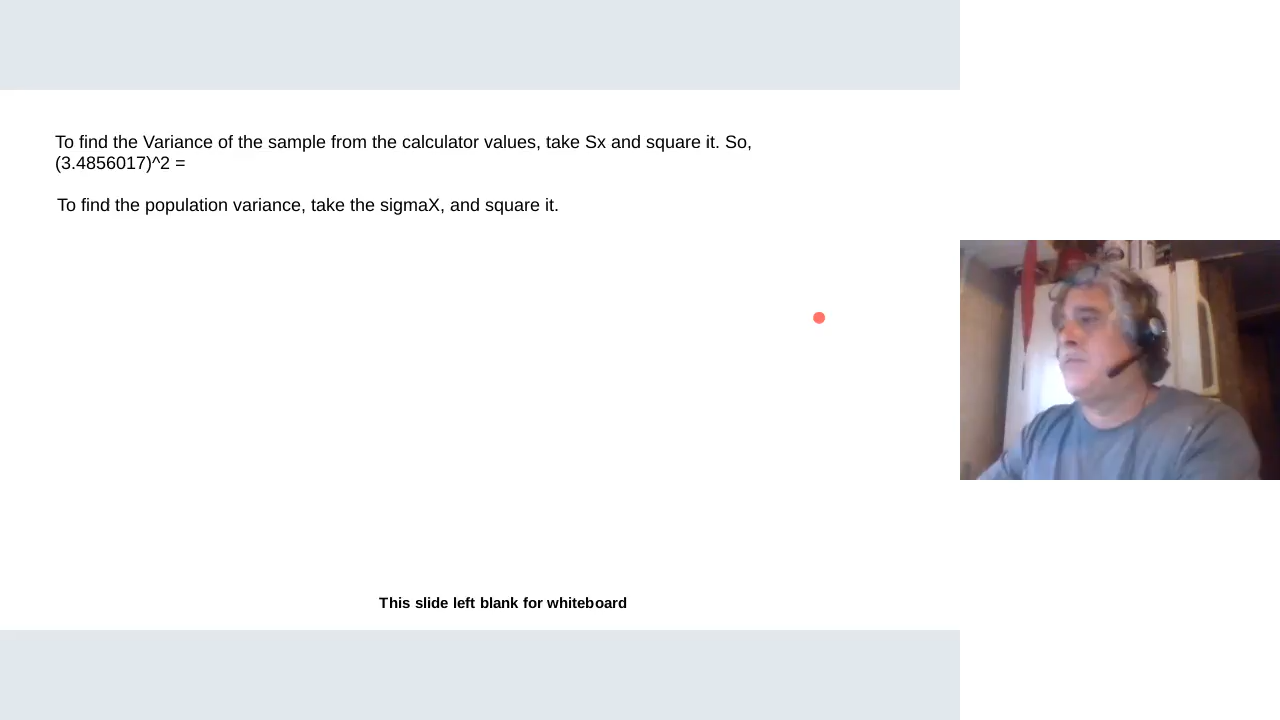 To find the Variance of the sample from the calculator values, take Sx and square it. So,
(3.4856017)^2 =
To find the population variance, take the sigmaX, and square it.
This slide left blank for whiteboard